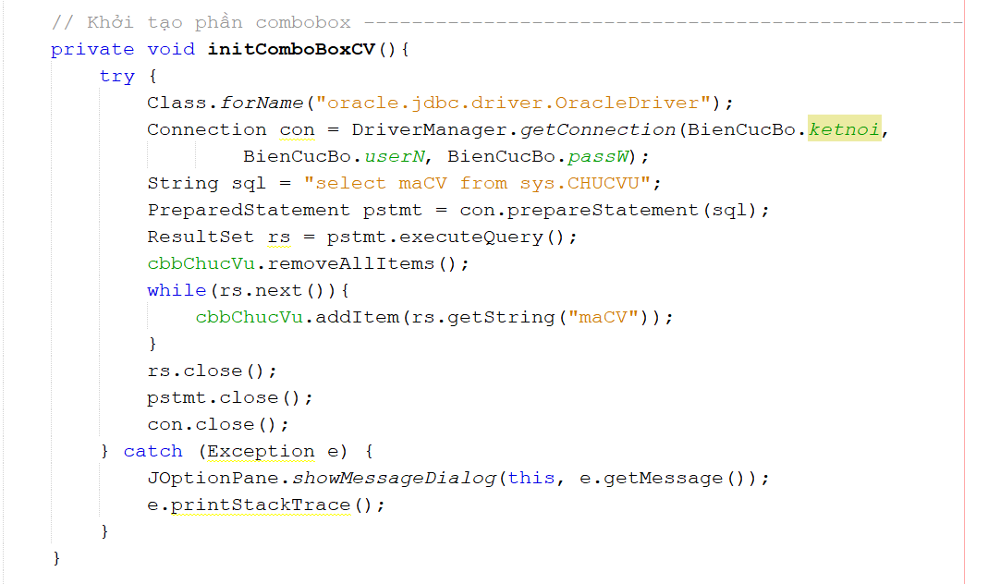 // Khởi tạo phần combobox --------------------------------------------------
private void initComboBoxCV(){
try {
Class.forName("oracle.jdbc.driver.OracleDriver");
Connection con = DriverManager.getConnection(BienCucBo.ketnoi,
BienCucBo.userN, BienCucBo.passW);
String sql = "select maCV from sys.CHUCVU";
PreparedStatement pstmt = con.prepareStatement(sql);
ResultSet rs = pstmt.executeQuery();
cbbChucVu.removeAllItems();
while(rs.next()){
cbbChucVu.addItem(rs.getString("maCV"));
}
rs.close();
pstmt.close();
con.close();
} catch (Exception e) {
JOptionPane.showMessageDialog(this, e.getMessage());
e.printStackTrace();
}
}